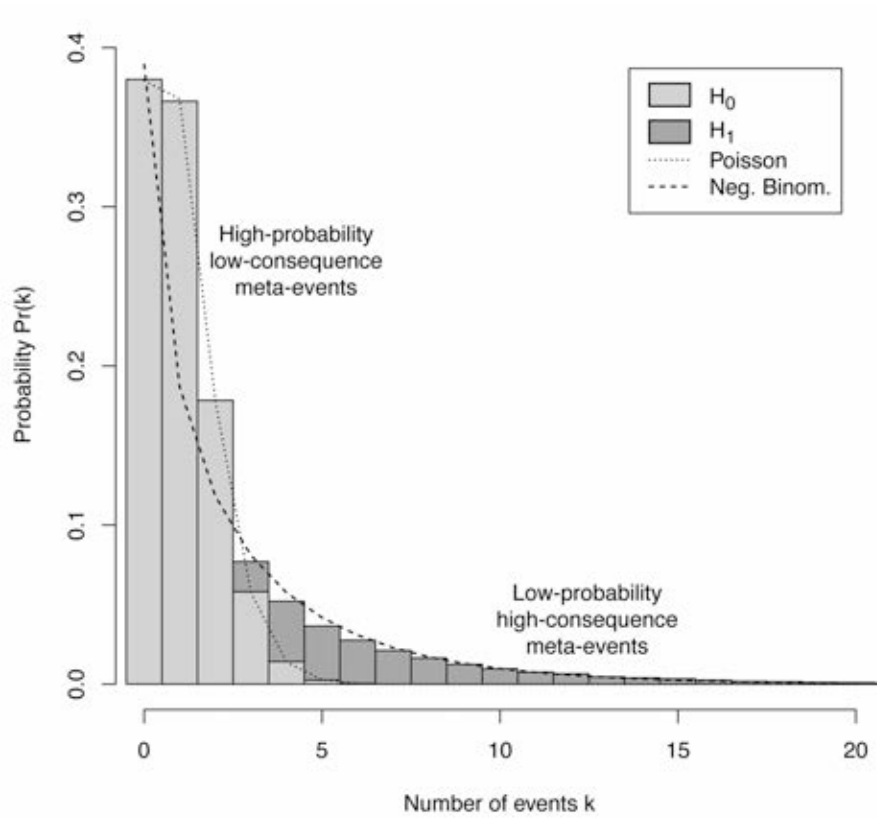 0.4
0.3
0.2
0.1
0.0
Probability Pr(k)
H0
H1
Poisson
Neg. Binom.
High-probability
low-consequence
meta-events
Low-probability
high-consequence
meta-events
0
5
10
15
20
Number of events k